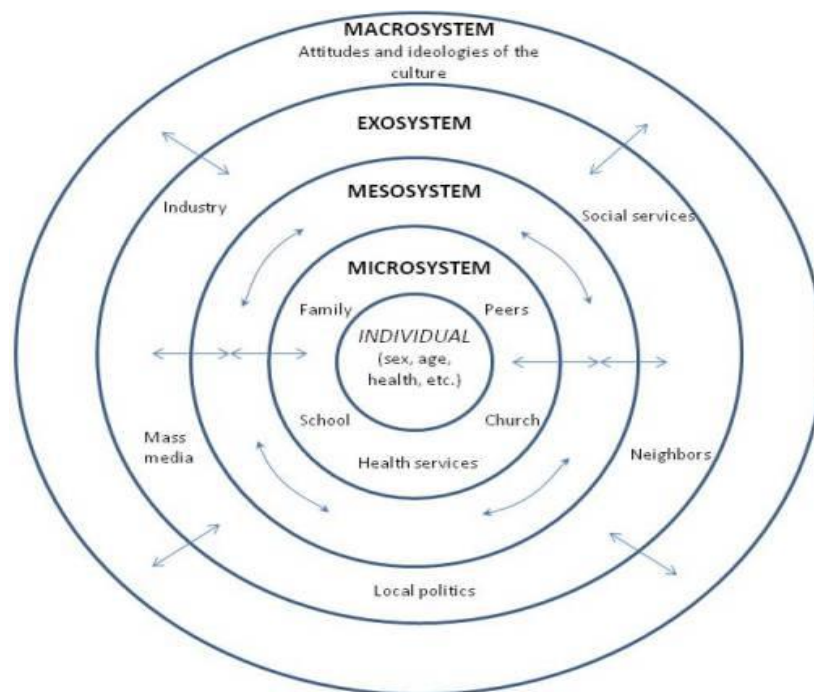 MACROSYSTEM
Attitudes and ideologies of the
culture
EXOSYSTEM
MESOSYSTEM
Industry
Social services
MICROSYSTEM
Family
Peers
INDIVIDUAL
(sex, age,
health, etc.)
School
Church
Mass
media
Health services
Neighbors
Local politics